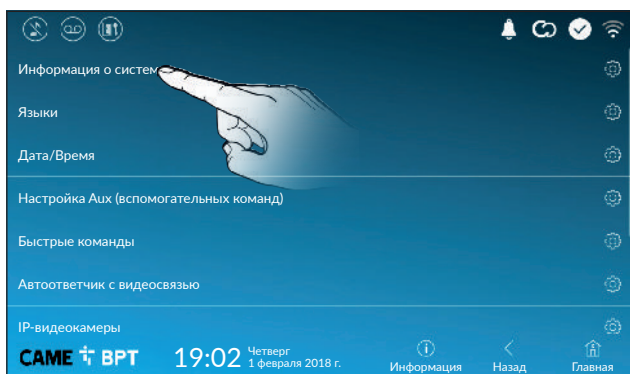 Информация о систем
Языки
Дата/Время
Настройка Aux (вспомогательных команд)
Быстрые команды
Автоответчик с видеосвязью
IP-видеокамеры
CAME BPT 19:02 Четверг
1 февраля 2018 г.
Информация Назад Главная